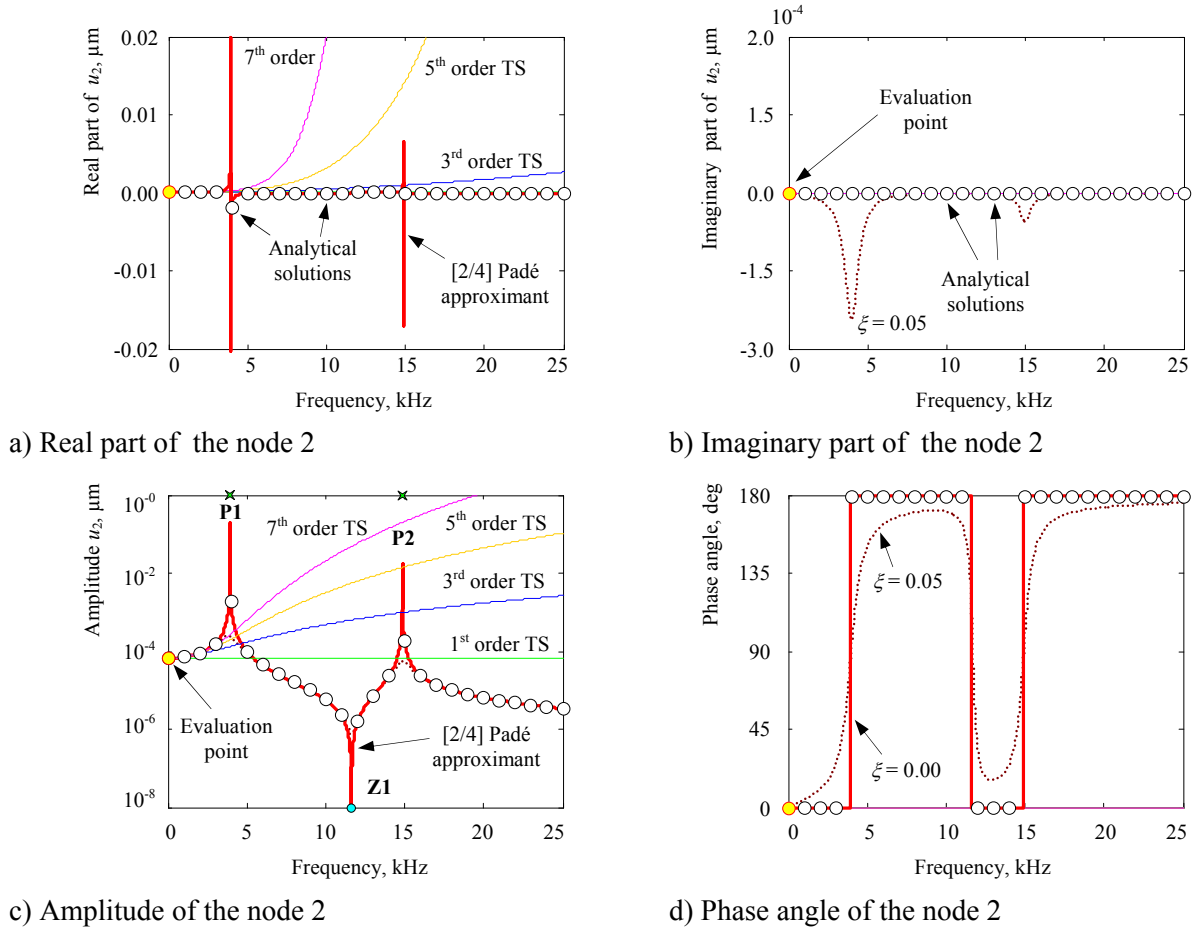 Real part of u2, µm
0.02
0.01
0.00
-0.01
-0.02
7th order
5th order TS
3rd order TS
Analytical
solutions
[2/4] Padé
approximant
0 5 10 15 20 25
Frequency, kHz
a) Real part of the node 2
10-4
Imaginary part of u2, µm
2.0
1.5
0.0
-1.5
-3.0
Evaluation
point
Analytical
solutions
ξ = 0.05
0 5 10 15 20 25
Frequency, kHz
b) Imaginary part of the node 2
Amplitude u2, µm
10-0
10-2
10-4
10-6
10-8
P1
7th order TS
P2
5th order TS
3rd order TS
1st order TS
Evaluation
point
[2/4] Padé
approximant
Z1
0 5 10 15 20 25
Frequency, kHz
c) Amplitude of the node 2
Phase angle, deg
180
135
90
45
0
ξ = 0.05
ξ = 0.00
0 5 10 15 20 25
Frequency, kHz
d) Phase angle of the node 2